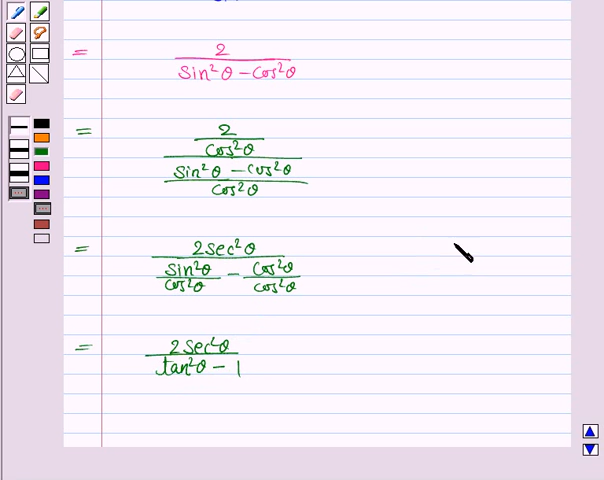 = 2 / (Sin²θ - Cos²θ)
= (2 / Cos²θ) / ((Sin²θ - Cos²θ) / Cos²θ)
= 2Sec²θ / (Sin²θ / Cos²θ - Cos²θ / Cos²θ)
= 2Sec²θ / (tan²θ - 1)